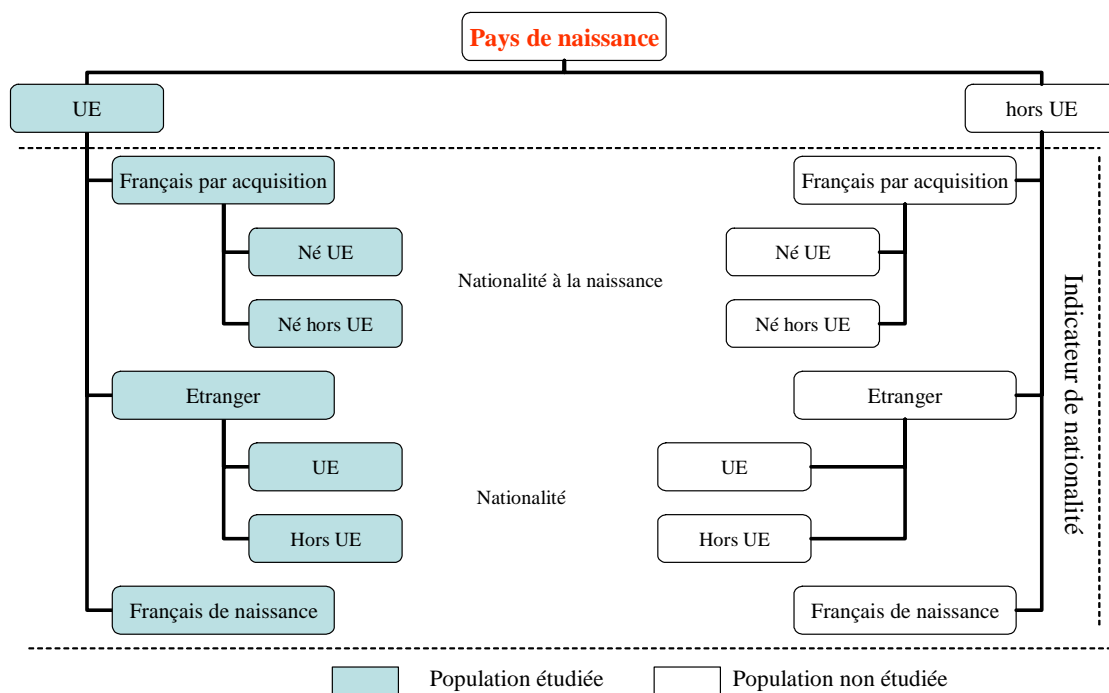 Pays de naissance
UE
hors UE
Français par acquisition
Français par acquisition
Né UE
Né UE
Nationalité à la naissance
Né hors UE
Né hors UE
Etranger
Etranger
UE
UE
Nationalité
Hors UE
Hors UE
Français de naissance
Français de naissance
Indicateur de nationalité
Population étudiée
Population non étudiée